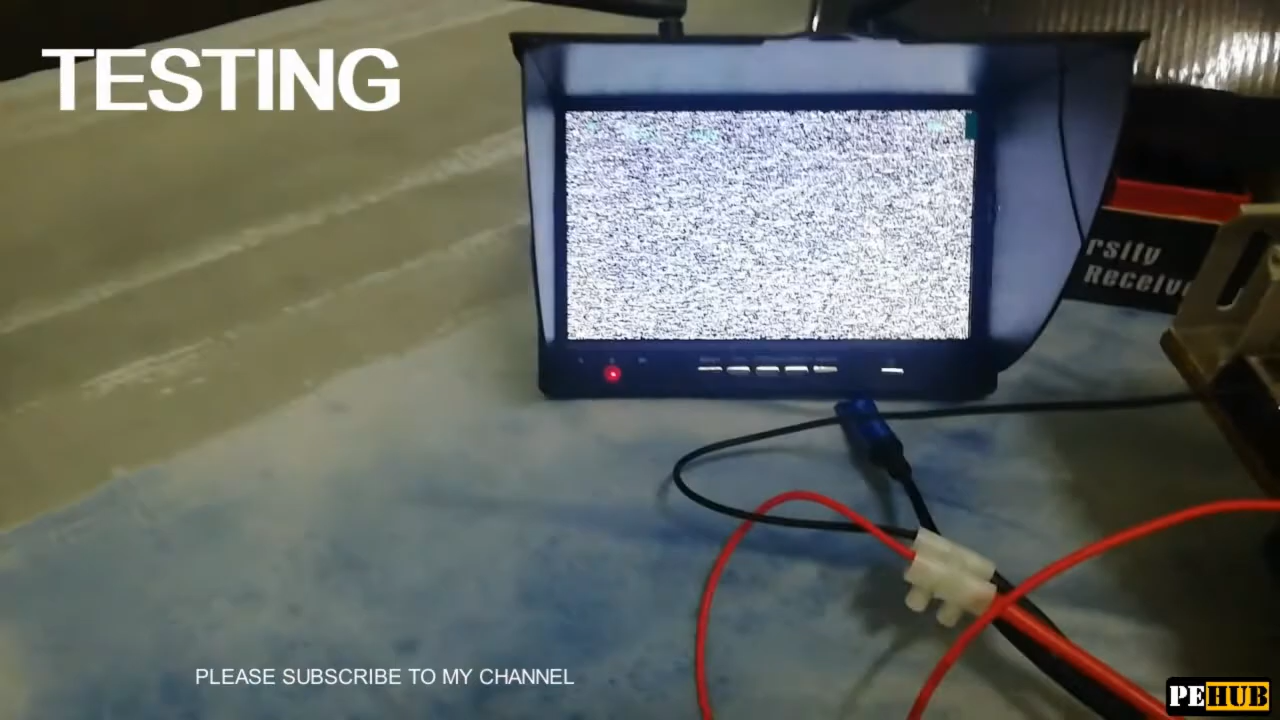 TESTING
rsity
Receiv
PLEASE SUBSCRIBE TO MY CHANNEL
PEHUB